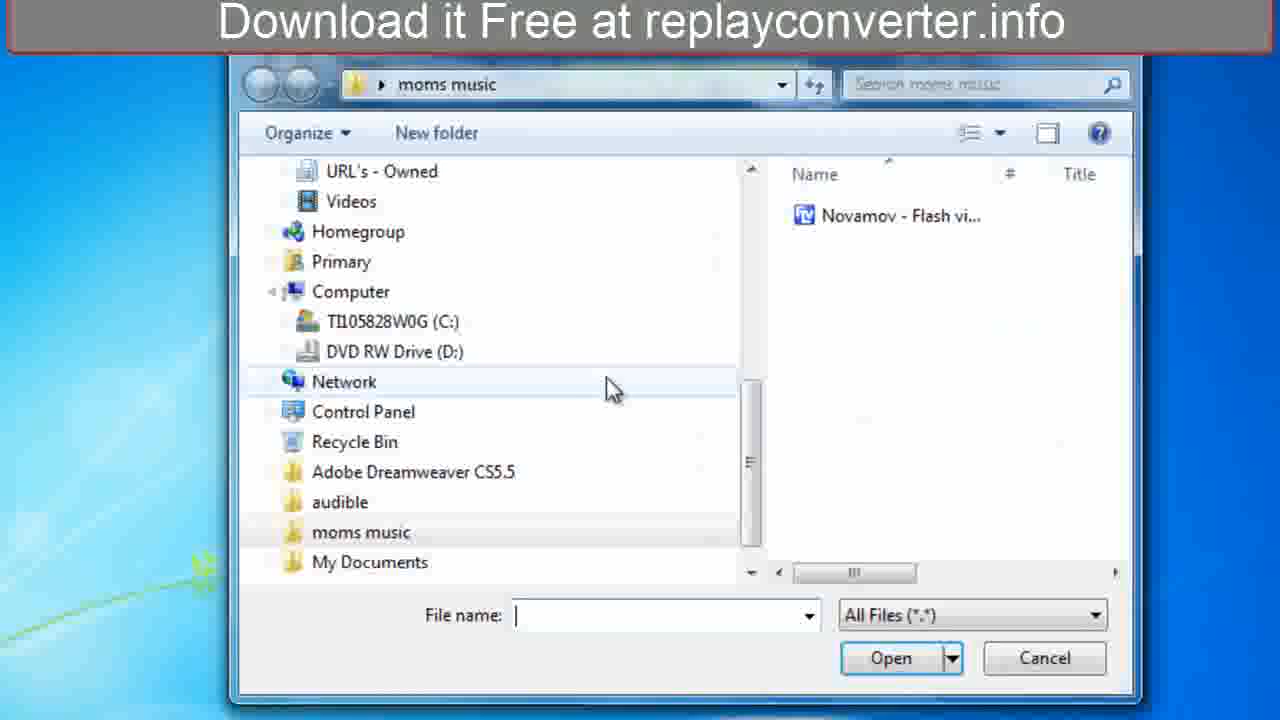 Download it Free at replayconverter.info
moms music
Search moms music
Organize
New folder
URL's - Owned
Videos
Homegroup
Primary
Computer
TI105828W0G (C:)
DVD RW Drive (D:)
Network
Control Panel
Recycle Bin
Adobe Dreamweaver CS5.5
audible
moms music
My Documents
Name # Title
FLV Novamov - Flash vi...
File name:
All Files (*.*)
Open
Cancel